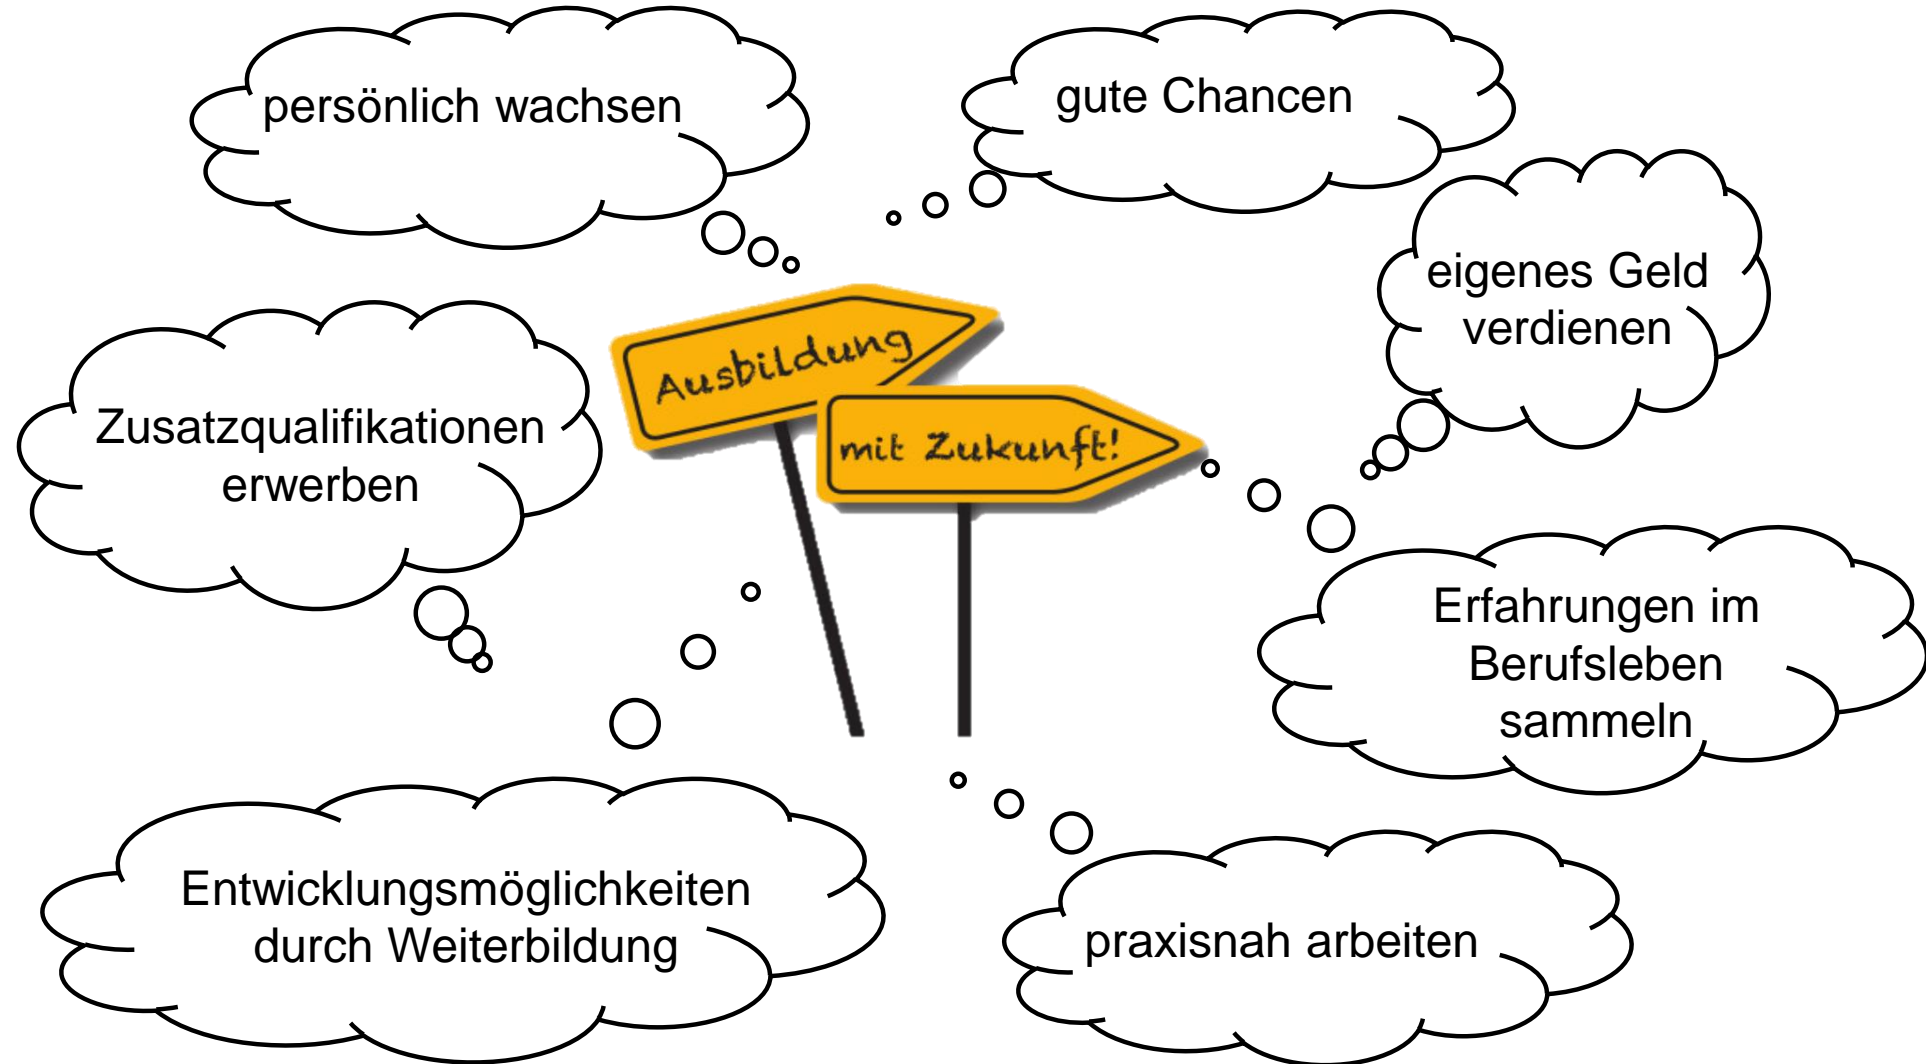 persönlich wachsen
gute Chancen
eigenes Geld
verdienen
Ausbildung
mit Zukunft!
Zusatzqualifikationen
erwerben
Erfahrungen im
Berufsleben
sammeln
Entwicklungsmöglichkeiten
durch Weiterbildung
praxisnah arbeiten